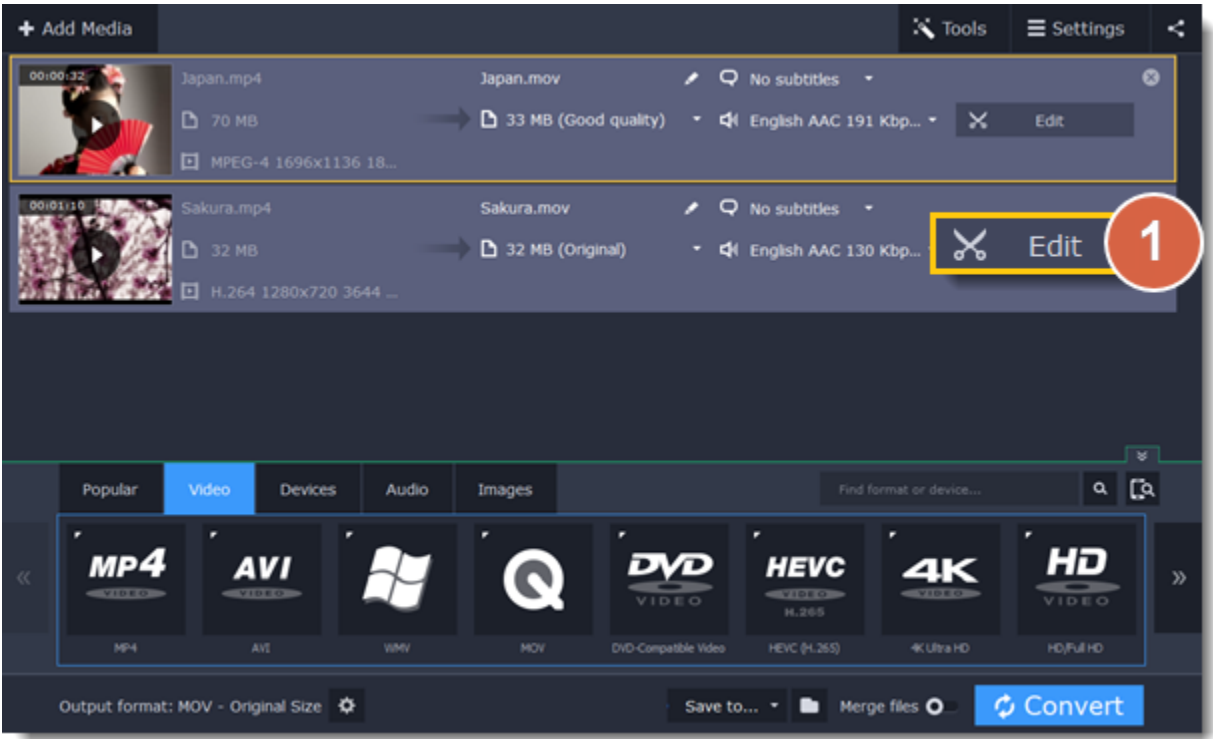 Add Media
Tools
Settings
00:00:32
Japan.mp4
Japan.mov
No subtitles
70 MB
33 MB (Good quality)
English AAC 191 Kbp...
Edit
MPEG-4 1696x1136 18...
00:01:10
Sakura.mp4
Sakura.mov
No subtitles
32 MB
32 MB (Original)
English AAC 130 Kbp...
Edit
1
H.264 1280x720 3644 ...
Popular
Video
Devices
Audio
Images
Find format or device...
MP4 VIDEO
AVI VIDEO
DVD VIDEO
HEVC VIDEO H.265
4K VIDEO
HD VIDEO
MP4
AVI
WMV
MOV
DVD-Compatible Video
HEVC (H.265)
4K Ultra HD
HD/Full HD
Output format: MOV - Original Size
Save to...
Merge files
Convert